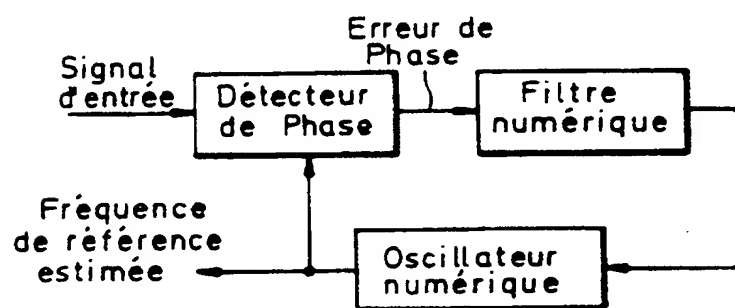 Signal
d'entrée
Détecteur
de Phase
Erreur de
Phase
Filtre
numérique
Fréquence
de référence
estimée
Oscillateur
numérique